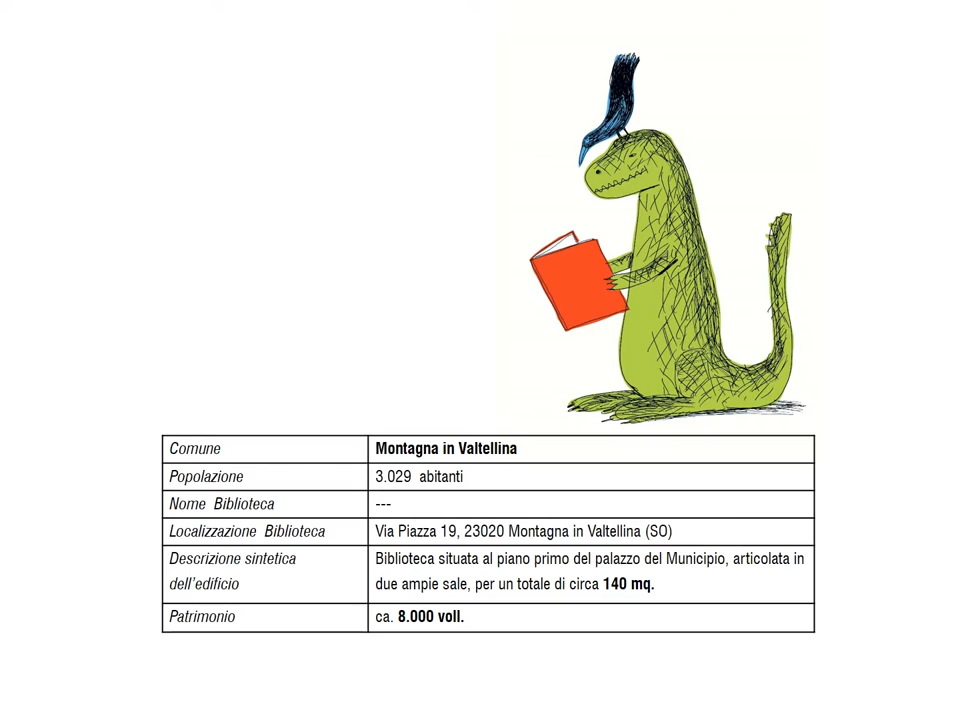 Comune Montagna in Valtellina
Popolazione 3.029 abitanti
Nome Biblioteca ---
Localizzazione Biblioteca Via Piazza 19, 23020 Montagna in Valtellina (SO)
Descrizione sintetica Biblioteca situata al piano primo del palazzo del Municipio, articolata in
dell'edificio due ampie sale, per un totale di circa 140 mq.
Patrimonio ca. 8.000 voll.